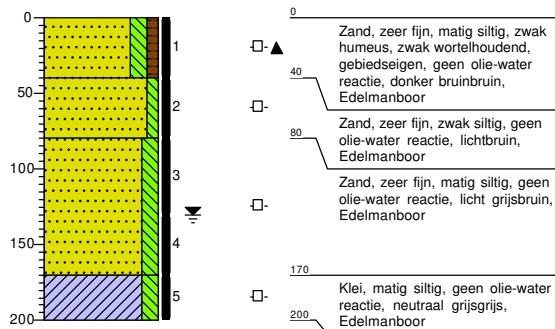 0
50
100
150
200
1
2
3
4
5
0
Zand, zeer fijn, matig siltig, zwak
humeus, zwak wortelhoudend,
gebiedseigen, geen olie-water
reactie, donker bruinbruin,
Edelmanboor
40
Zand, zeer fijn, zwak siltig, geen
olie-water reactie, lichtbruin,
Edelmanboor
80
Zand, zeer fijn, matig siltig, geen
olie-water reactie, licht grijsbruin,
Edelmanboor
170
Klei, matig siltig, geen olie-water
reactie, neutraal grijsgrijs,
Edelmanboor
200